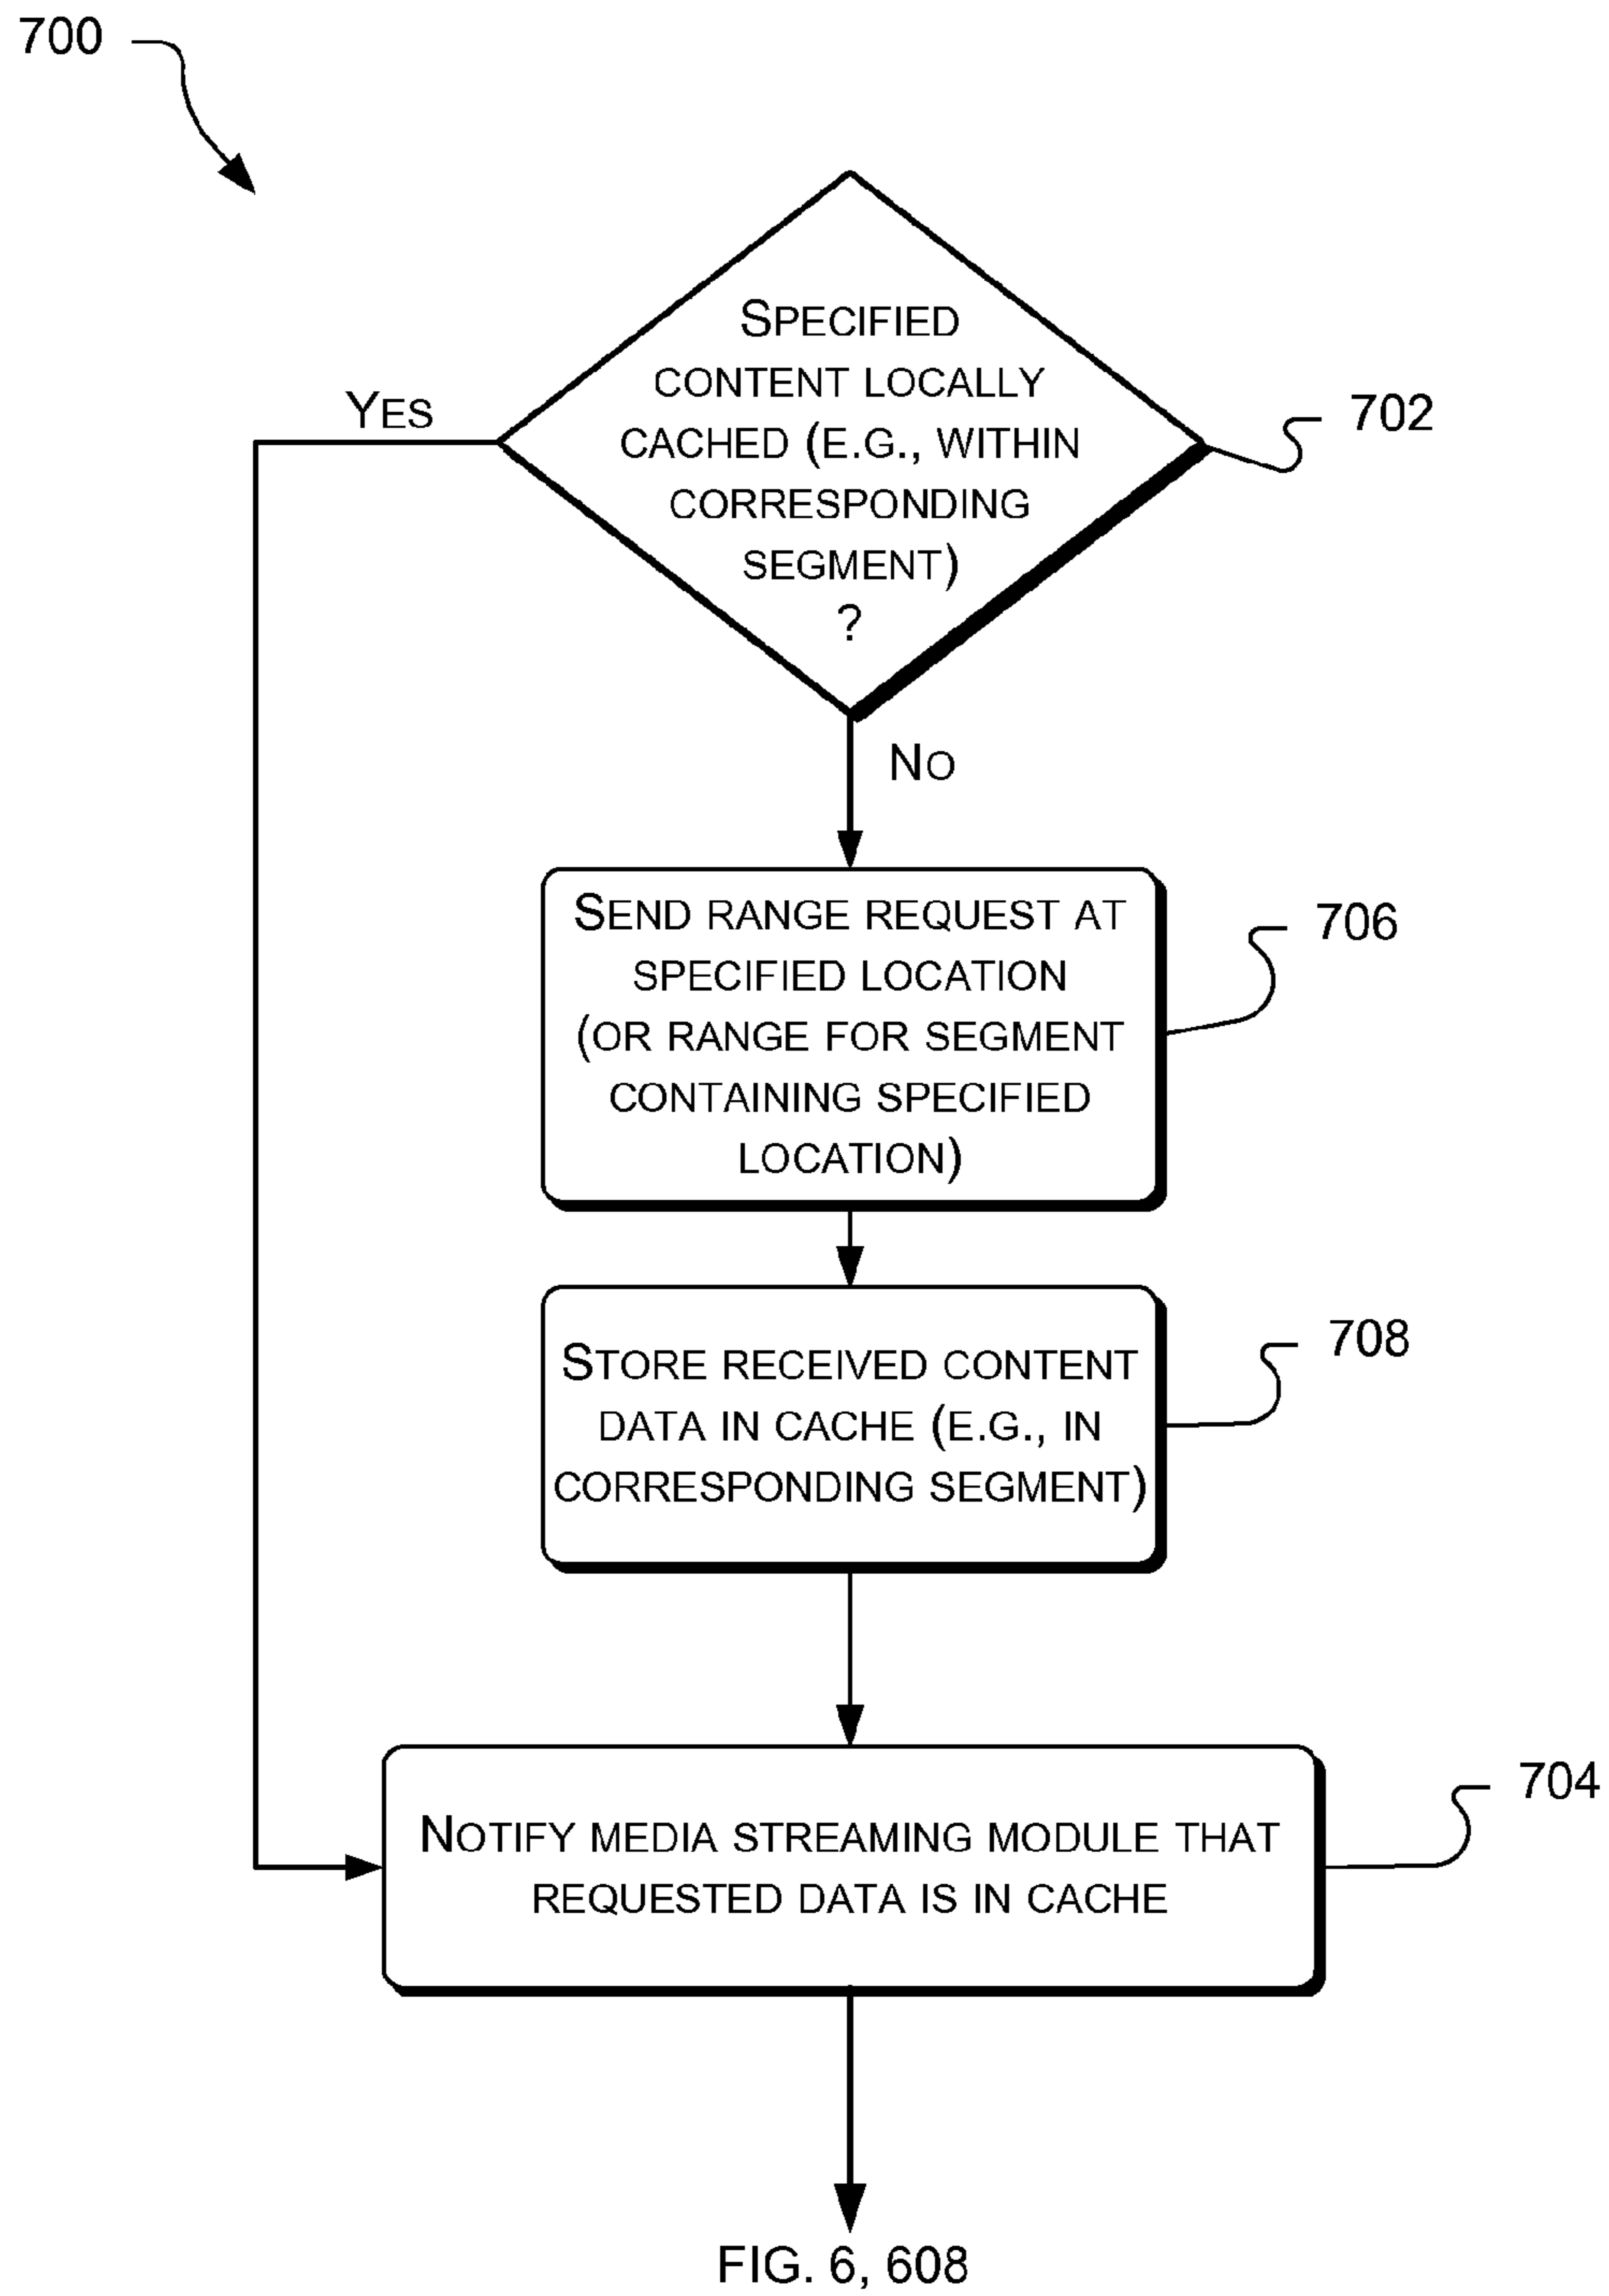 700
SPECIFIED
CONTENT LOCALLY
CACHED (E.G., WITHIN
CORRESPONDING
SEGMENT)
?
YES
702
NO
SEND RANGE REQUEST AT
SPECIFIED LOCATION
(OR RANGE FOR SEGMENT
CONTAINING SPECIFIED
LOCATION)
706
STORE RECEIVED CONTENT
DATA IN CACHE (E.G., IN
CORRESPONDING SEGMENT)
708
NOTIFY MEDIA STREAMING MODULE THAT
REQUESTED DATA IS IN CACHE
704
FIG. 6, 608